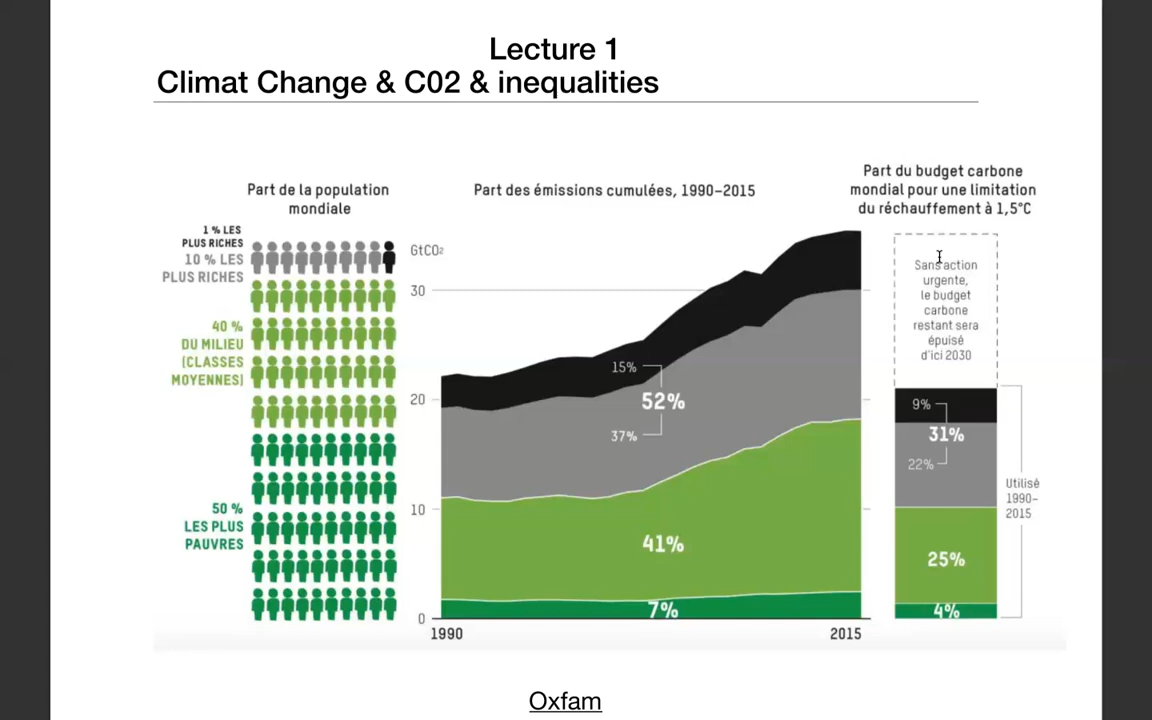 Lecture 1
Climat Change & C02 & inequalities
Part de la population
mondiale
1 % LES
PLUS RICHES
10 % LES
PLUS RICHES
40 %
DU MILIEU
(CLASSES
MOYENNES)
50 %
LES PLUS
PAUVRES
Part des émissions cumulées, 1990–2015
GtCO₂
30
20
10
0
15%
52%
37%
41%
7%
1990
2015
Part du budget carbone
mondial pour une limitation
du réchauffement à 1,5°C
Sans action
urgente,
le budget
carbone
restant sera
épuisé
d'ici 2030
9%
31%
22%
25%
4%
Utilisé
1990–
2015
Oxfam